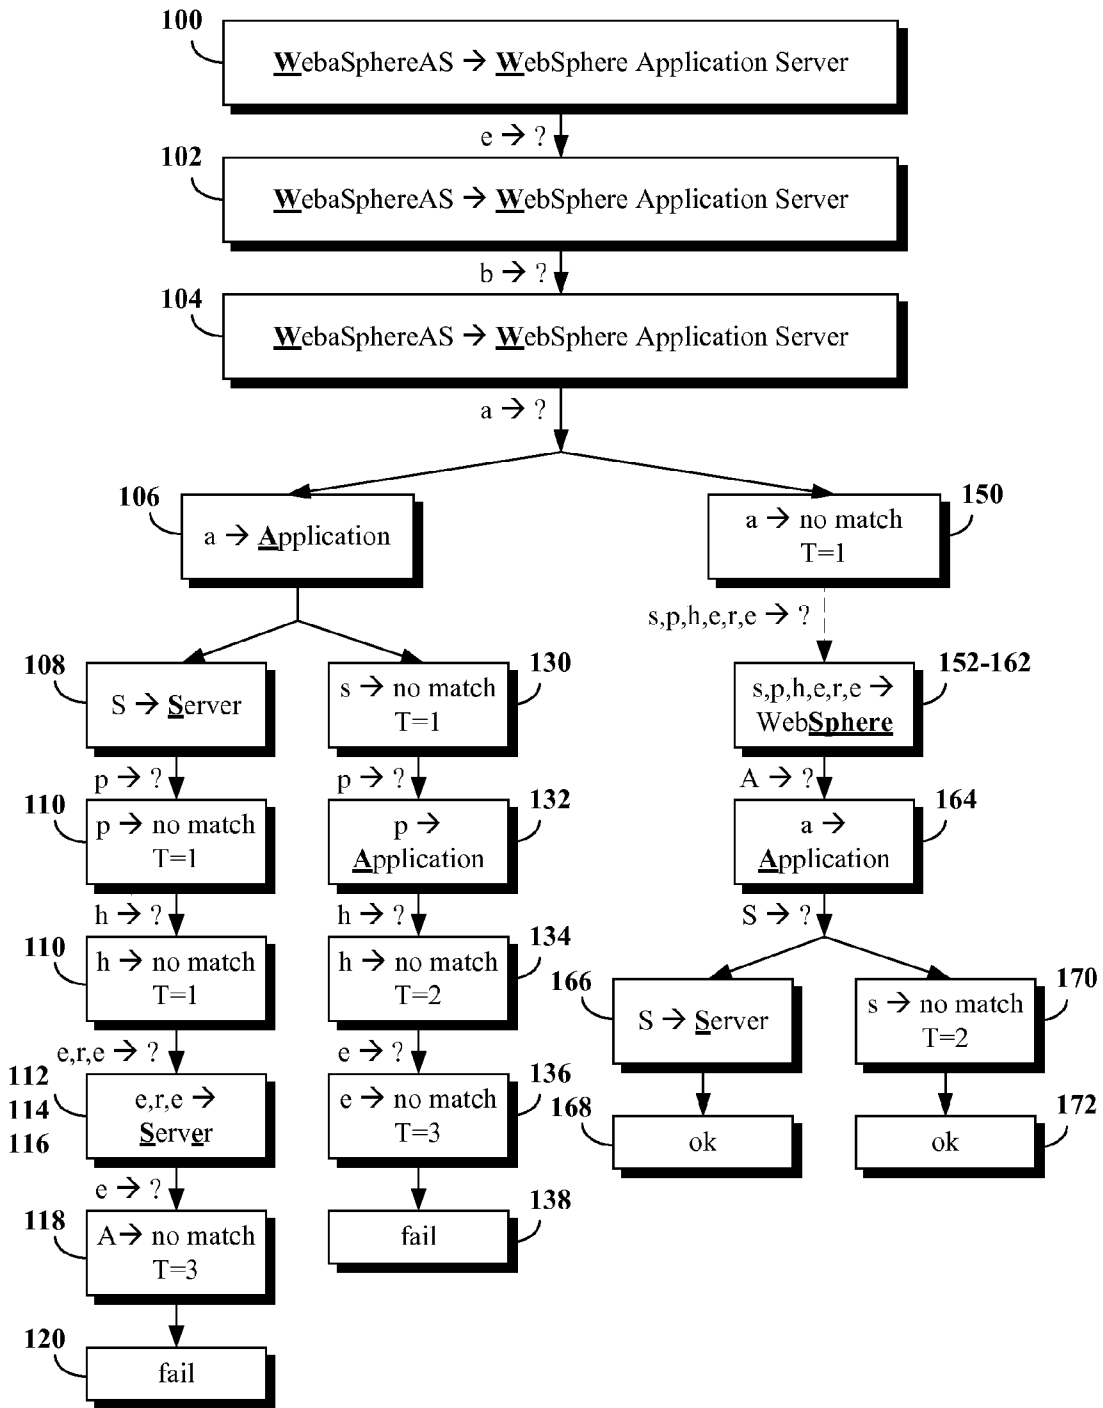 100
WebaSphereAS → WebSphere Application Server
e → ?
102
WebaSphereAS → WebSphere Application Server
b → ?
104
WebaSphereAS → WebSphere Application Server
a → ?
106
a → Application
150
a → no match
T=1
s,p,h,e,r,e → ?
108
S → Server
130
s → no match
T=1
152-162
s,p,h,e,r,e →
WebSphere
p → ?
p → ?
A → ?
110
p → no match
T=1
132
p →
Application
164
a →
Application
h → ?
h → ?
S → ?
110
h → no match
T=1
134
h → no match
T=2
166
S → Server
170
s → no match
T=2
e,r,e → ?
e → ?
112
114
116
e,r,e →
Server
136
e → no match
T=3
168
ok
172
ok
e → ?
118
A → no match
T=3
138
fail
120
fail